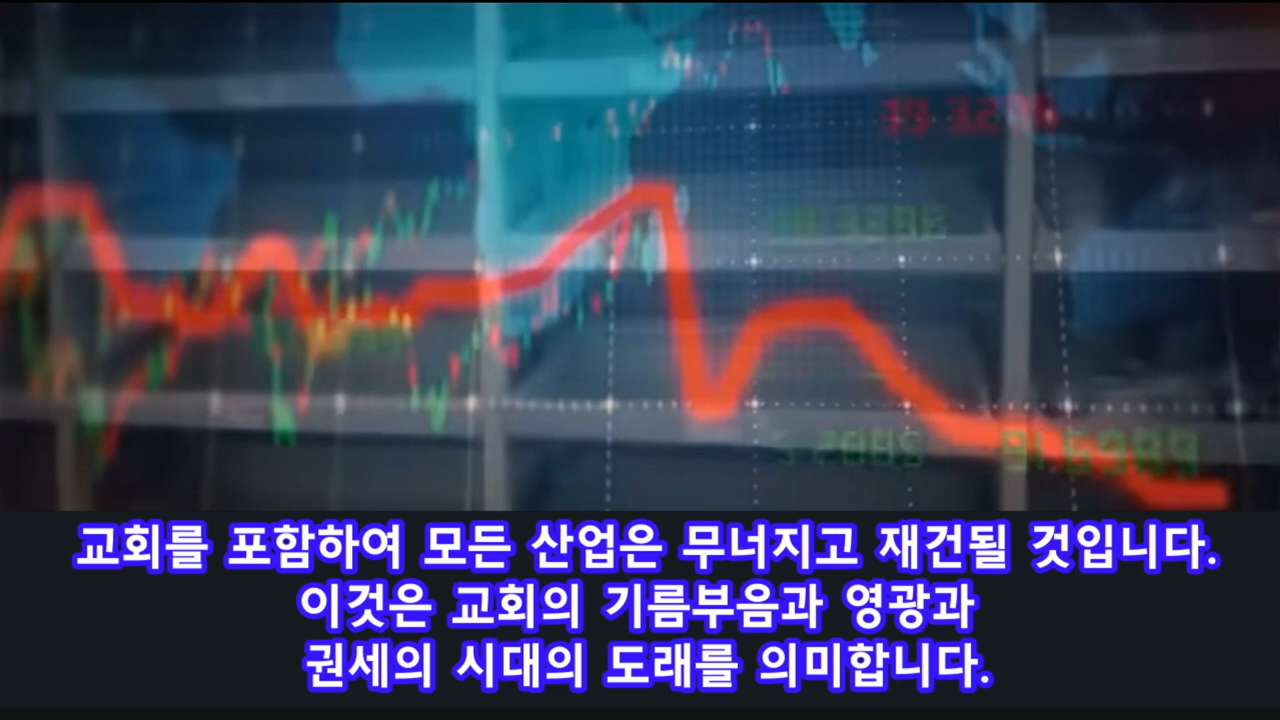 교회를 포함하여 모든 산업은 무너지고 재건될 것입니다.
이것은 교회의 기름부음과 영광과
권세의 시대의 도래를 의미합니다.